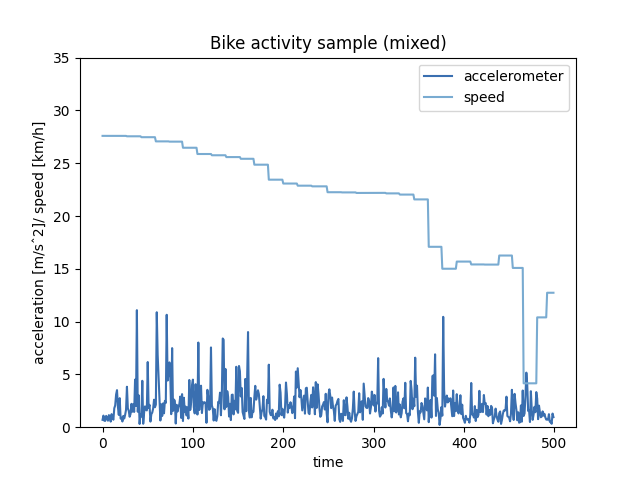 Bike activity sample (mixed)
accelerometer
speed
35
30
25
20
15
10
5
0
acceleration [m/s^2]/ speed [km/h]
0 100 200 300 400 500
time